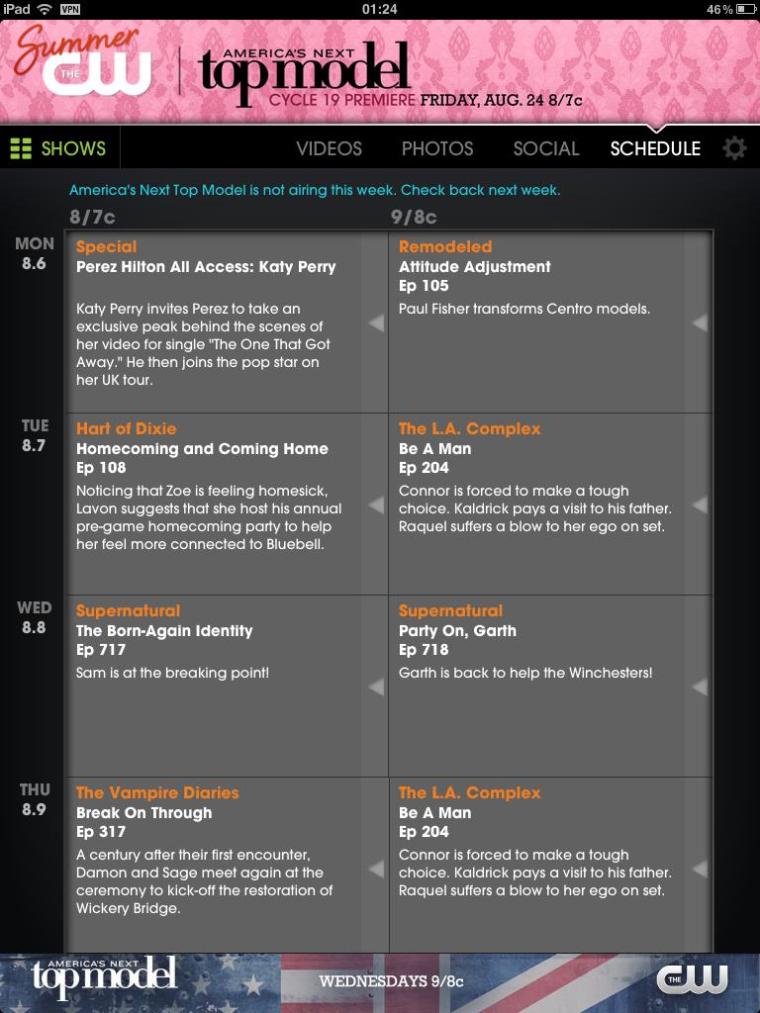 iPad VPN 01:24 46%
Summer
THE CW
AMERICA'S NEXT
top model
CYCLE 19 PREMIERE FRIDAY, AUG. 24 8/7c
SHOWS VIDEOS PHOTOS SOCIAL SCHEDULE
America's Next Top Model is not airing this week. Check back next week.
8/7c 9/8c
MON
8.6
Special
Perez Hilton All Access: Katy Perry
Katy Perry invites Perez to take an
exclusive peak behind the scenes of
her video for single "The One That Got
Away." He then joins the pop star on
her UK tour.
Remodeled
Attitude Adjustment
Ep 105
Paul Fisher transforms Centro models.
TUE
8.7
Hart of Dixie
Homecoming and Coming Home
Ep 108
Noticing that Zoe is feeling homesick,
Lavon suggests that she host his annual
pre-game homecoming party to help
her feel more connected to Bluebell.
The L.A. Complex
Be A Man
Ep 204
Connor is forced to make a tough
choice. Kaldrick pays a visit to his father.
Raquel suffers a blow to her ego on set.
WED
8.8
Supernatural
The Born-Again Identity
Ep 717
Sam is at the breaking point!
Supernatural
Party On, Garth
Ep 718
Garth is back to help the Winchesters!
THU
8.9
The Vampire Diaries
Break On Through
Ep 317
A century after their first encounter,
Damon and Sage meet again at the
ceremony to kick-off the restoration of
Wickery Bridge.
The L.A. Complex
Be A Man
Ep 204
Connor is forced to make a tough
choice. Kaldrick pays a visit to his father.
Raquel suffers a blow to her ego on set.
AMERICA'S NEXT
top model
WEDNESDAYS 9/8c
THE CW